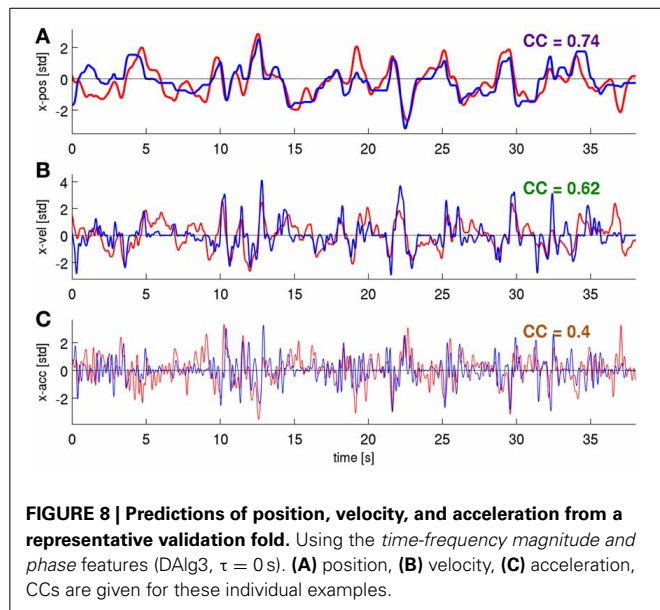 A
x-pos [std]
2
0
-2
CC = 0.74
0 5 10 15 20 25 30 35
B
x-vel [std]
4
2
0
-2
CC = 0.62
0 5 10 15 20 25 30 35
C
x-acc [std]
2
0
-2
CC = 0.4
0 5 10 15 20 25 30 35
time [s]
FIGURE 8 | Predictions of position, velocity, and acceleration from a
representative validation fold. Using the time-frequency magnitude and
phase features (DAlg3, τ = 0 s). (A) position, (B) velocity, (C) acceleration,
CCs are given for these individual examples.